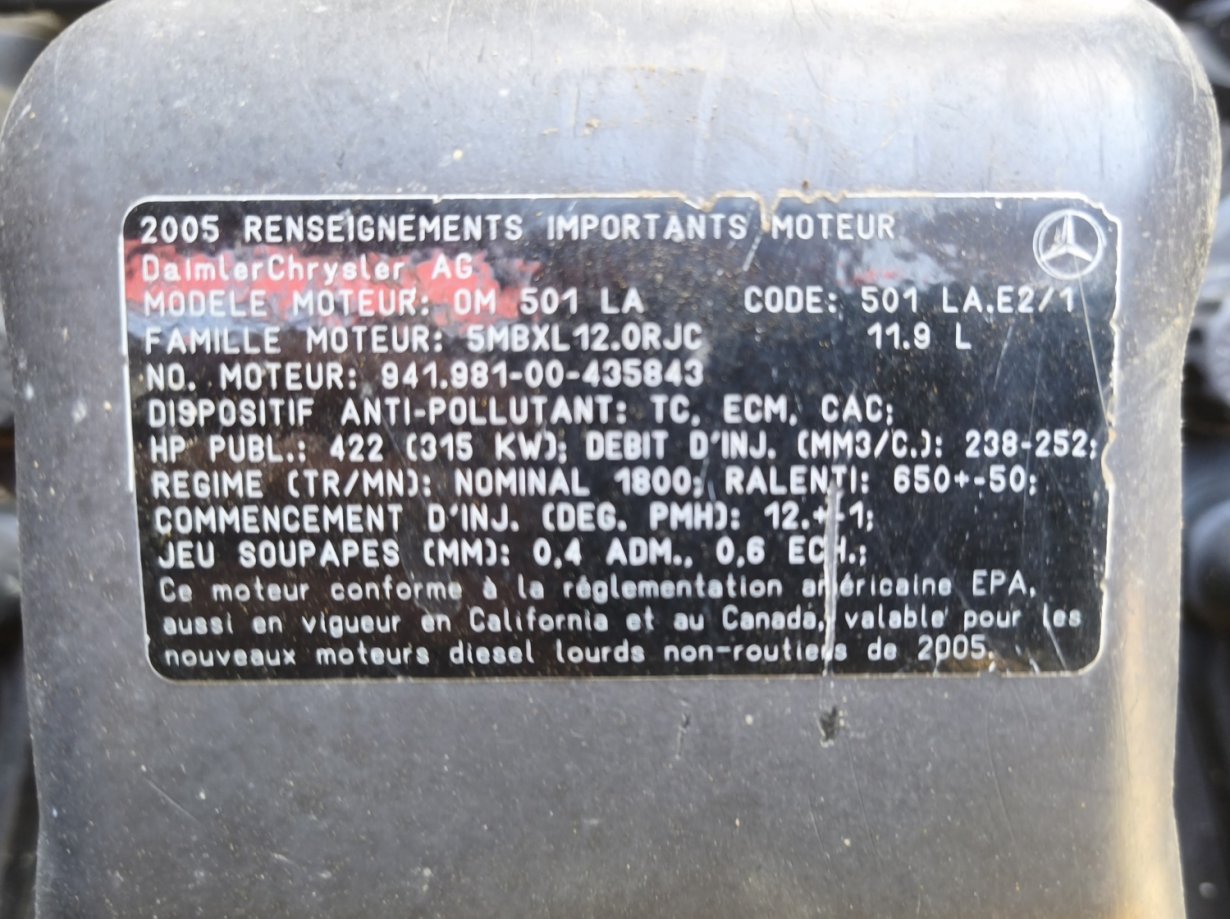 2005 RENSEIGNEMENTS IMPORTANTS MOTEUR
DaimlerChrysler AG
MODELE MOTEUR: OM 501 LA CODE: 501 LA.E2/1
FAMILLE MOTEUR: 5MBXL12.0RJC 11.9 L
NO. MOTEUR: 941.981-00-435843
DISPOSITIF ANTI-POLLUTANT: TC, ECM, CAC;
HP PUBL.: 422 (315 KW); DEBIT D'INJ. (MM3/C.): 238-252;
REGIME (TR/MN): NOMINAL 1800; RALENTI: 650+-50;
COMMENCEMENT D'INJ. (DEG. PMH): 12.+-1;
JEU SOUPAPES (MM): 0,4 ADM., 0,6 ECH.;
Ce moteur conforme à la réglementation américaine EPA,
aussi en vigueur en California et au Canada, valable pour les
nouveaux moteurs diesel lourds non-routiers de 2005.